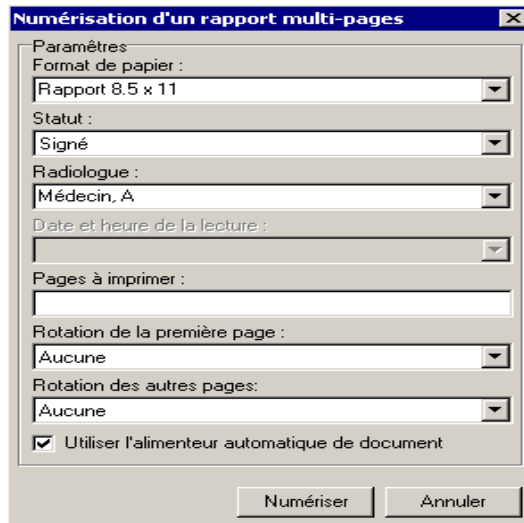 Numérisation d'un rapport multi-pages
Paramètres
Format de papier :
Rapport 8.5 x 11
Statut :
Signé
Radiologue :
Médecin, A
Date et heure de la lecture :
Pages à imprimer :
Rotation de la première page :
Aucune
Rotation des autres pages:
Aucune
Utiliser l'alimenteur automatique de document
Numériser
Annuler